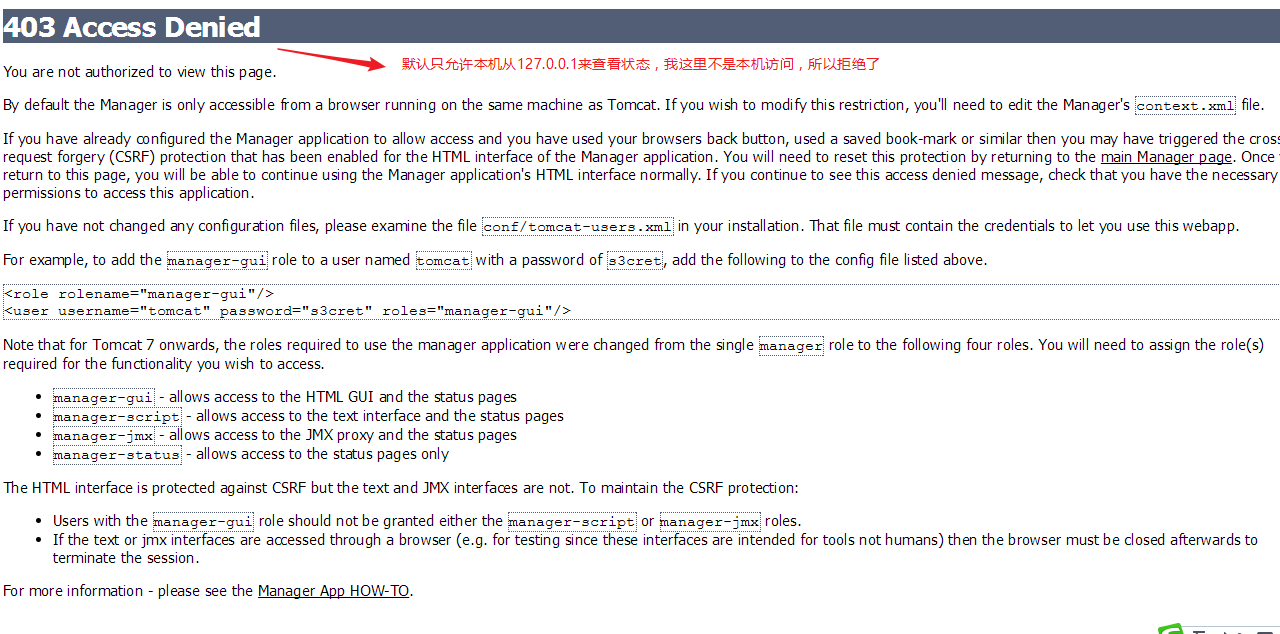 403 Access Denied
默认只允许本机从127.0.0.1来查看状态，我这里不是本机访问，所以拒绝了
You are not authorized to view this page.
By default the Manager is only accessible from a browser running on the same machine as Tomcat. If you wish to modify this restriction, you'll need to edit the Manager's context.xml file.
If you have already configured the Manager application to allow access and you have used your browsers back button, used a saved book-mark or similar then you may have triggered the cross
request forgery (CSRF) protection that has been enabled for the HTML interface of the Manager application. You will need to reset this protection by returning to the main Manager page. Once
return to this page, you will be able to continue using the Manager application's HTML interface normally. If you continue to see this access denied message, check that you have the necessary
permissions to access this application.
If you have not changed any configuration files, please examine the file conf/tomcat-users.xml in your installation. That file must contain the credentials to let you use this webapp.
For example, to add the manager-gui role to a user named tomcat with a password of s3cret, add the following to the config file listed above.
<role rolename="manager-gui"/>
<user username="tomcat" password="s3cret" roles="manager-gui"/>
Note that for Tomcat 7 onwards, the roles required to use the manager application were changed from the single manager role to the following four roles. You will need to assign the role(s)
required for the functionality you wish to access.
• manager-gui - allows access to the HTML GUI and the status pages
• manager-script - allows access to the text interface and the status pages
• manager-jmx - allows access to the JMX proxy and the status pages
• manager-status - allows access to the status pages only
The HTML interface is protected against CSRF but the text and JMX interfaces are not. To maintain the CSRF protection:
• Users with the manager-gui role should not be granted either the manager-script or manager-jmx roles.
• If the text or jmx interfaces are accessed through a browser (e.g. for testing since these interfaces are intended for tools not humans) then the browser must be closed afterwards to
terminate the session.
For more information - please see the Manager App HOW-TO.